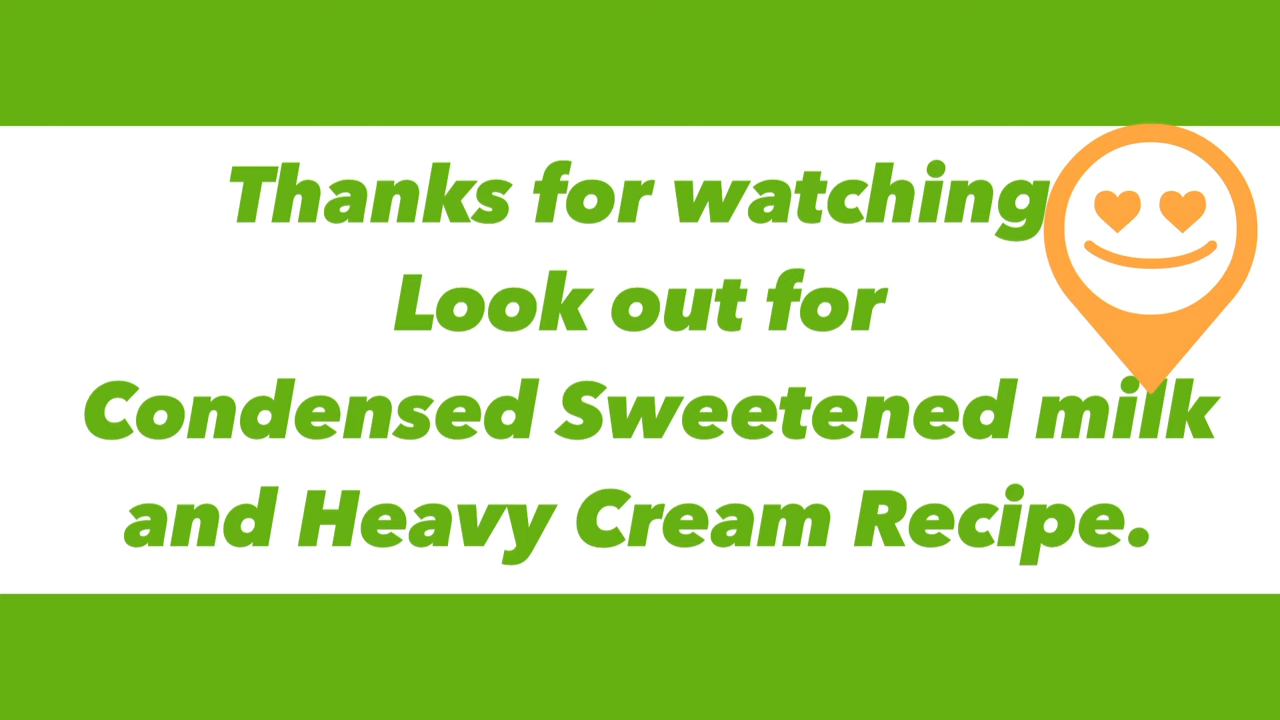 Thanks for watching
Look out for
Condensed Sweetened milk
and Heavy Cream Recipe.